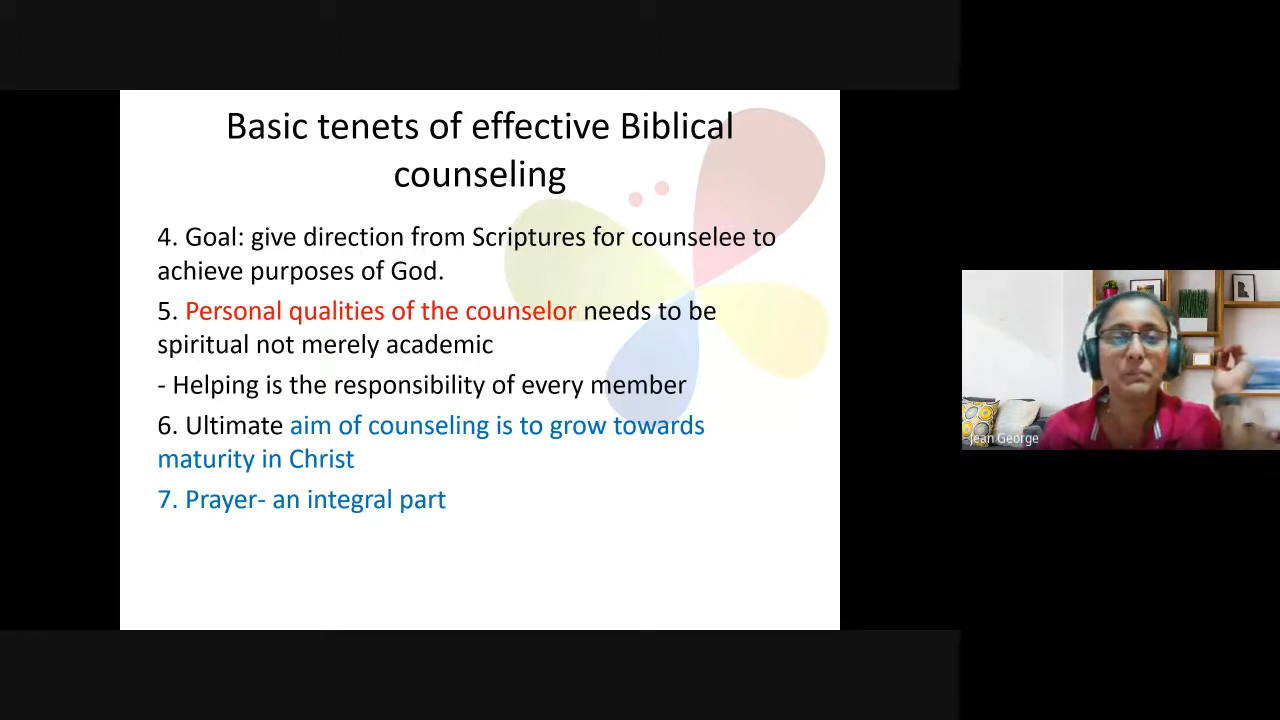 Basic tenets of effective Biblical
counseling
4. Goal: give direction from Scriptures for counselee to
achieve purposes of God.
5. Personal qualities of the counselor needs to be
spiritual not merely academic
- Helping is the responsibility of every member
6. Ultimate aim of counseling is to grow towards
maturity in Christ
7. Prayer- an integral part
Jean George